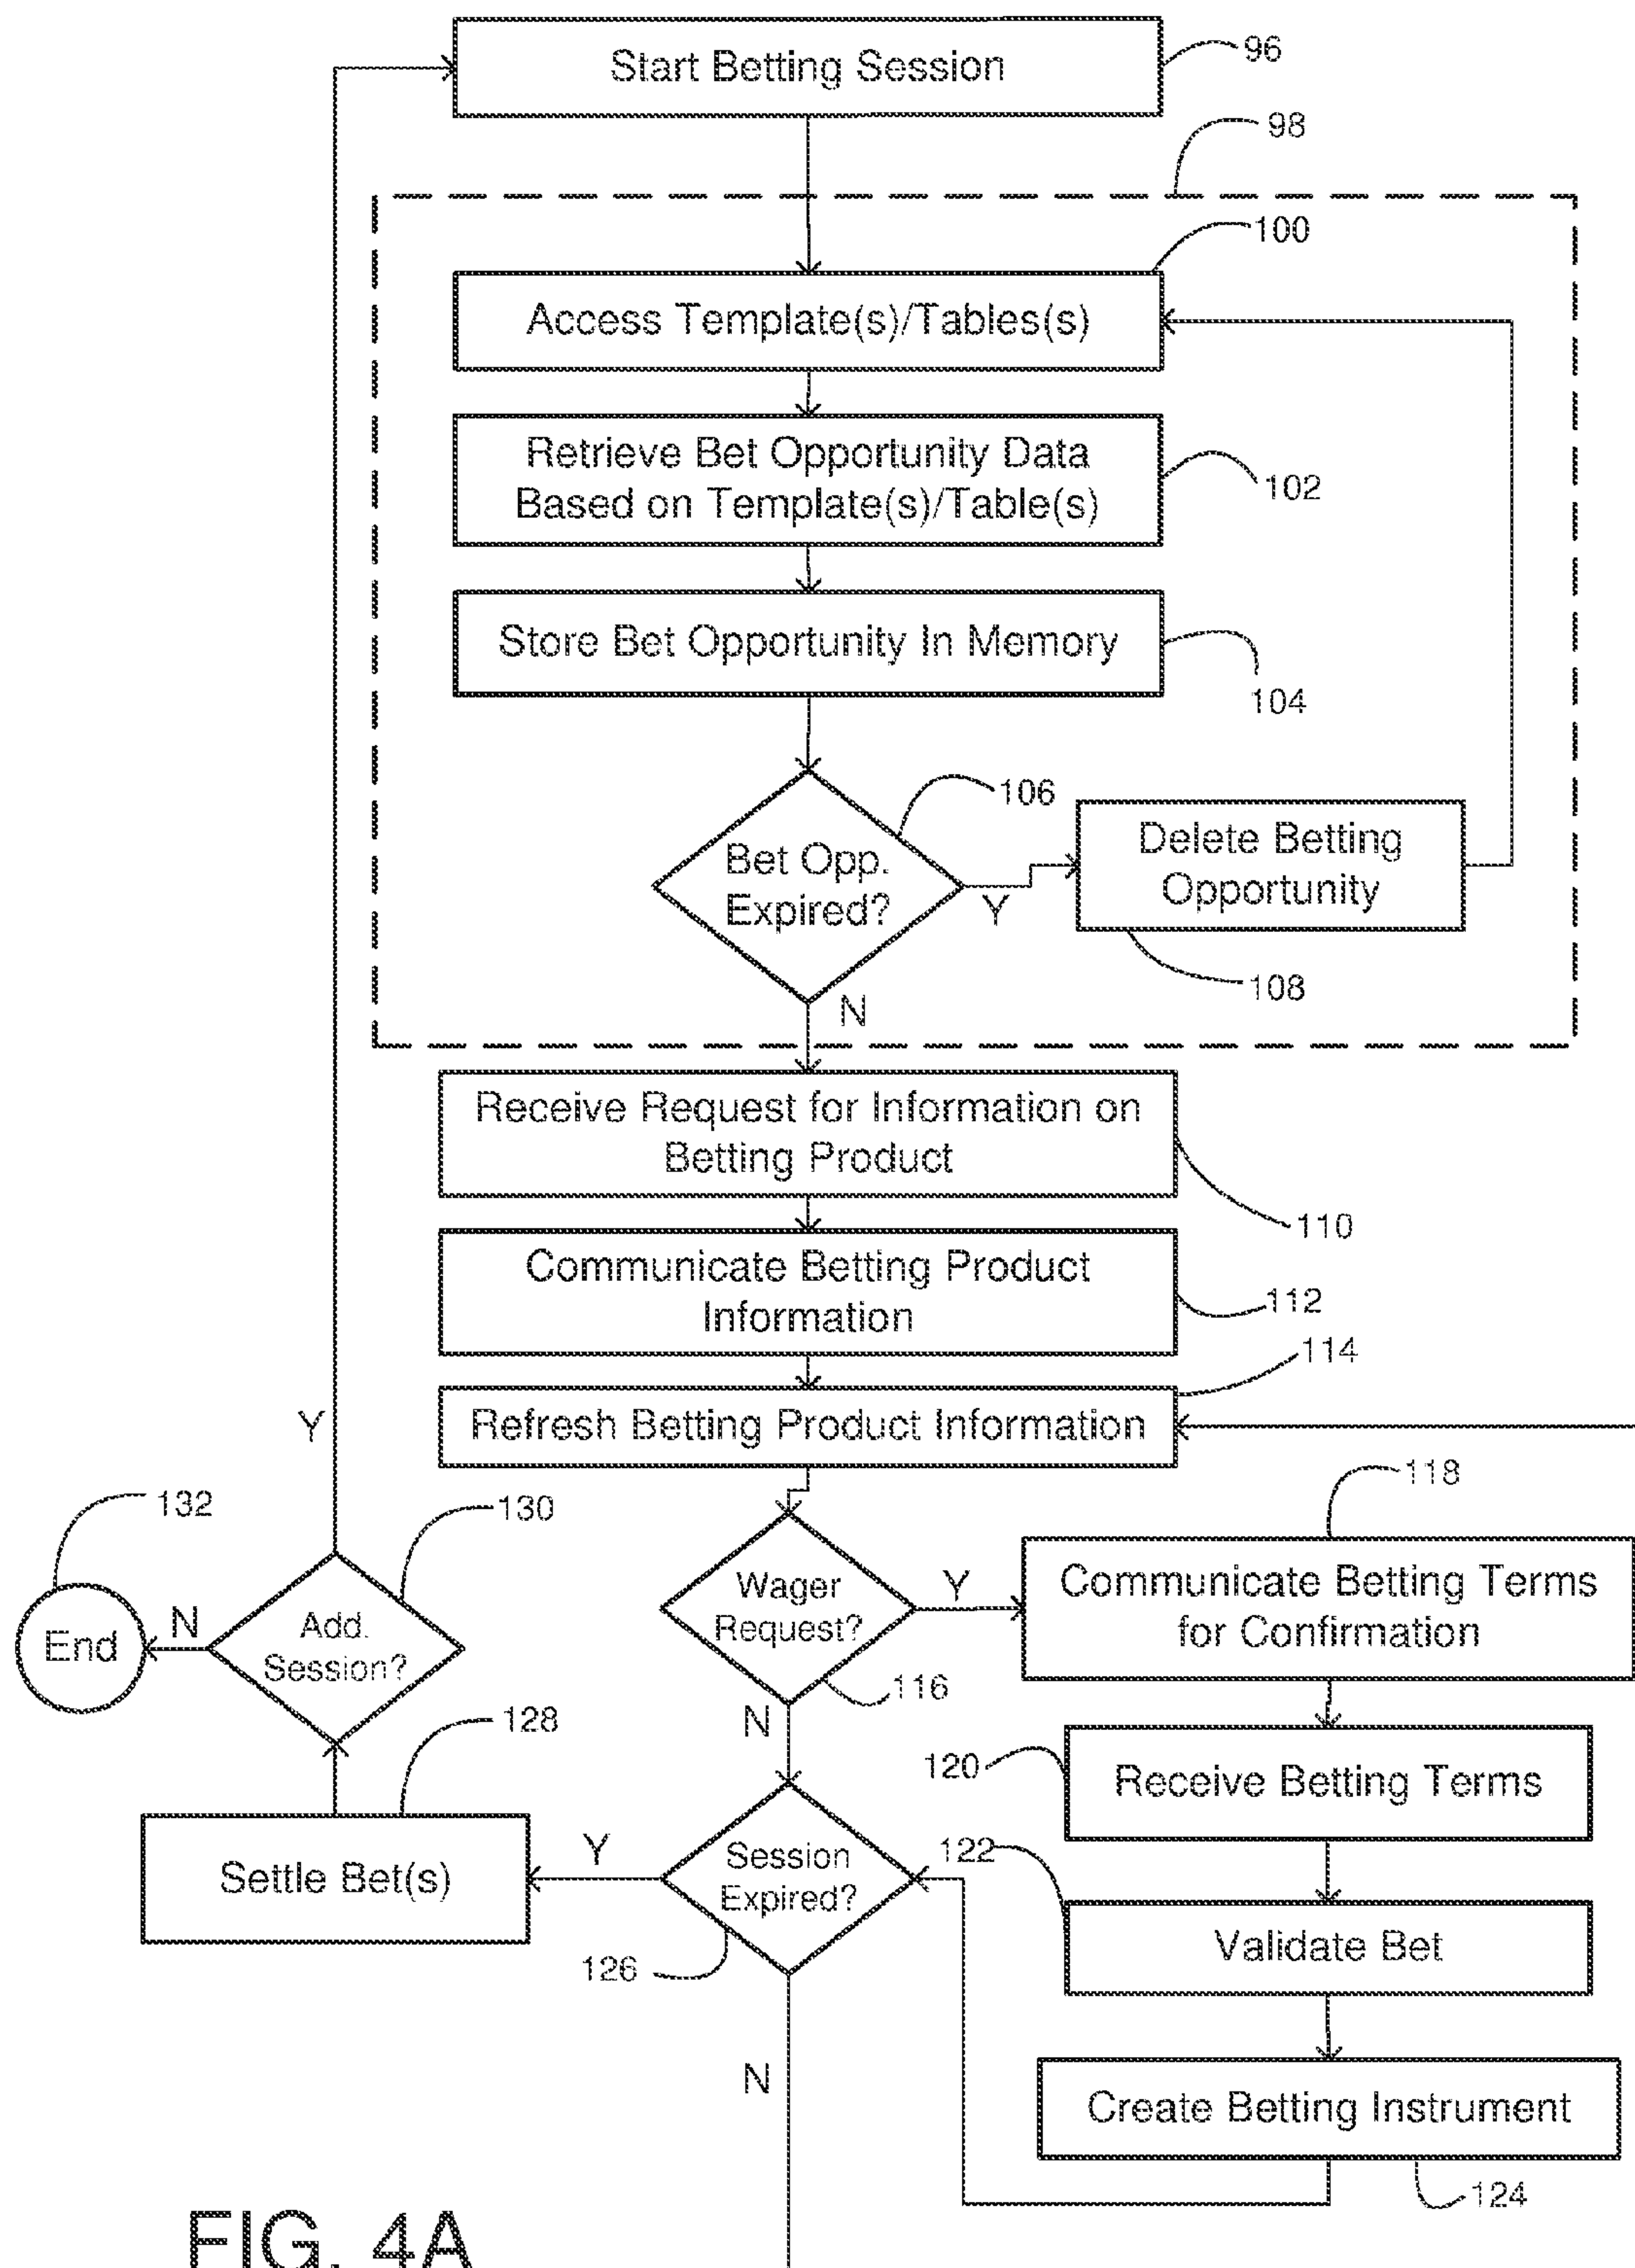 Start Betting Session
96
98
100
Access Template(s)/Tables(s)
Retrieve Bet Opportunity Data
Based on Template(s)/Table(s)
102
Store Bet Opportunity In Memory
104
106
Bet Opp.
Expired?
Y
Delete Betting
Opportunity
108
N
Receive Request for Information on
Betting Product
110
Communicate Betting Product
Information
112
114
Refresh Betting Product Information
Y
118
132
130
Wager
Request?
Y
Communicate Betting Terms
for Confirmation
End
N
Add.
Session?
116
N
128
120
Receive Betting Terms
Settle Bet(s)
Y
Session
Expired?
122
Validate Bet
126
N
Create Betting Instrument
124
FIG. 4A